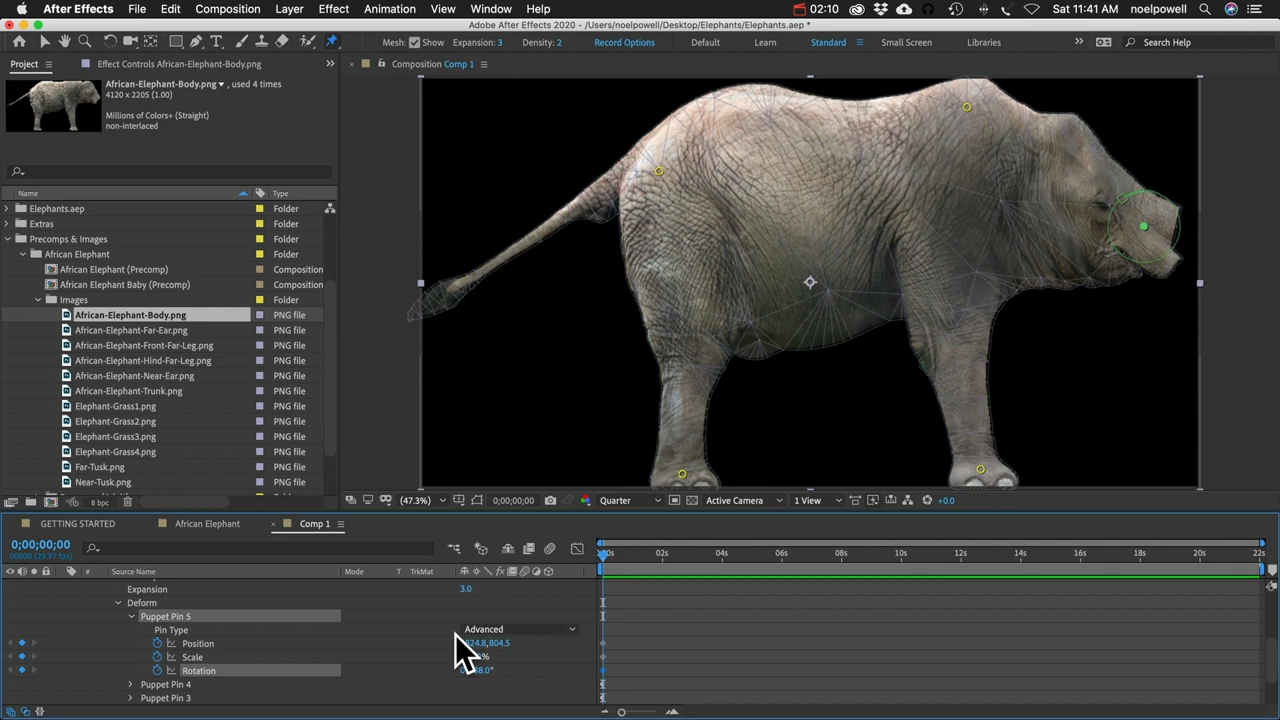 After Effects File Edit Composition Layer Effect Animation View Window Help 02:10 Sat 11:41 AM noelpowell
Adobe After Effects 2020 - /Users/noelpowell/Desktop/Elephants/Elephants.aep *
Mesh: Show Expansion: 3 Density: 2 Record Options Default Learn Standard Small Screen Libraries Search Help
Project Effect Controls African-Elephant-Body.png Composition Comp 1
African-Elephant-Body.png , used 4 times
4120 x 2205 (1.00)
Millions of Colors+ (Straight)
non-interlaced
Name Type
Elephants.aep Folder
Extras Folder
Precomps & Images Folder
African Elephant Folder
African Elephant (Precomp) Composition
African Elephant Baby (Precomp) Composition
Images Folder
African-Elephant-Body.png PNG file
African-Elephant-Far-Ear.png PNG file
African-Elephant-Front-Far-Leg.png PNG file
African-Elephant-Hind-Far-Leg.png PNG file
African-Elephant-Near-Ear.png PNG file
African-Elephant-Trunk.png PNG file
Elephant-Grass1.png PNG file
Elephant-Grass2.png PNG file
Elephant-Grass3.png PNG file
Elephant-Grass4.png PNG file
Far-Tusk.png PNG file
Near-Tusk.png PNG file
8 bpc (47.3%) 0;00;00;00 Quarter Active Camera 1 View +0.0
GETTING STARTED African Elephant Comp 1
0;00;00;00
00000 (29.97 fps)
02s 04s 06s 08s 10s 12s 14s 16s 18s 20s 22s
# Source Name Mode T TrkMat
Expansion 3.0
Deform
Puppet Pin 5
Pin Type Advanced
Position 24.8,804.5
Scale %
Rotation
Puppet Pin 4
Puppet Pin 3